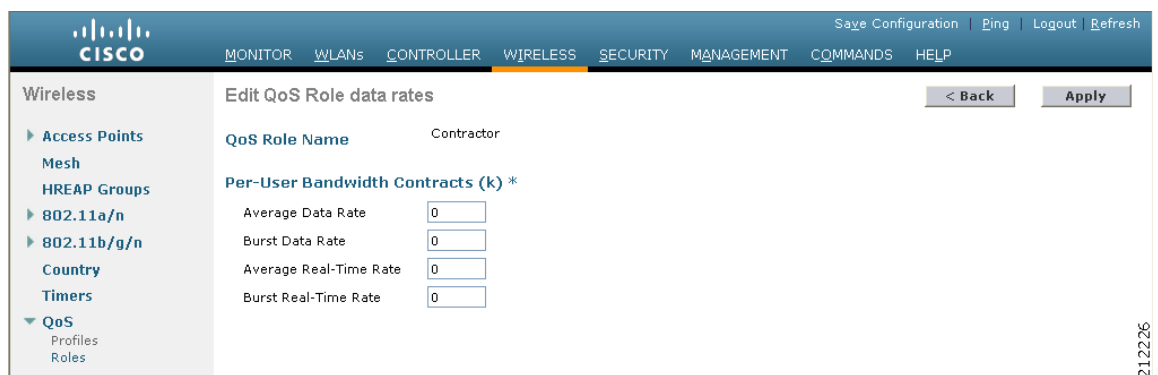 Save Configuration | Ping | Logout | Refresh
CISCO
MONITOR WLANs CONTROLLER WIRELESS SECURITY MANAGEMENT COMMANDS HELP
Wireless
Edit QoS Role data rates
< Back
Apply
Access Points
Mesh
HREAP Groups
802.11a/n
802.11b/g/n
Country
Timers
QoS
Profiles
Roles
QoS Role Name Contractor
Per-User Bandwidth Contracts (k) *
Average Data Rate 0
Burst Data Rate 0
Average Real-Time Rate 0
Burst Real-Time Rate 0
212226